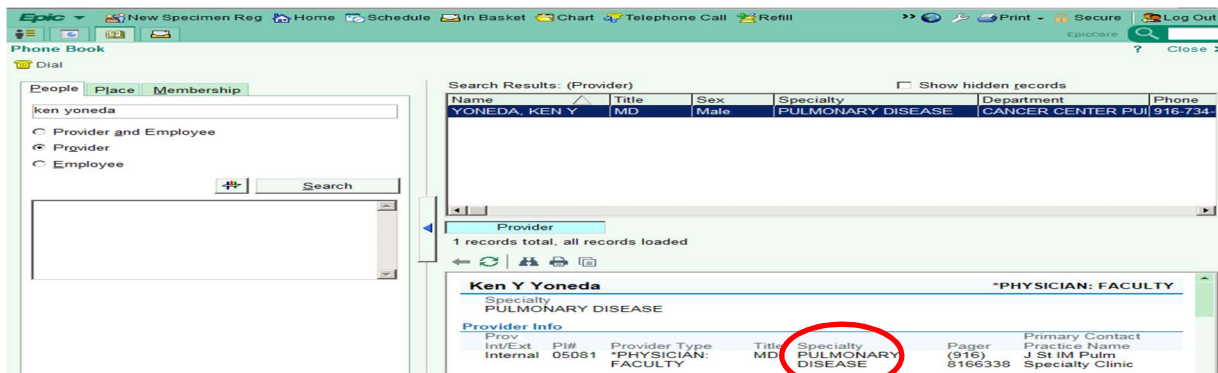 Epic New Specimen Reg Home Schedule In Basket Chart Telephone Call Refill >> Print Secure Log Out
EpicCare
Phone Book ? Close
Dial
People Place Membership
ken yoneda
Provider and Employee
Provider
Employee
Search
Search Results: (Provider) Show hidden records
Name Title Sex Specialty Department Phone
YONEDA, KEN Y MD Male PULMONARY DISEASE CANCER CENTER PUL 916-734-
Provider
1 records total, all records loaded
Ken Y Yoneda *PHYSICIAN: FACULTY
Specialty
PULMONARY DISEASE
Provider Info
Prov Primary Contact
Int/Ext PI# Provider Type Title Specialty Pager Practice Name
Internal 05081 *PHYSICIAN: MD PULMONARY (916) J St IM Pulm
FACULTY DISEASE 8166338 Specialty Clinic